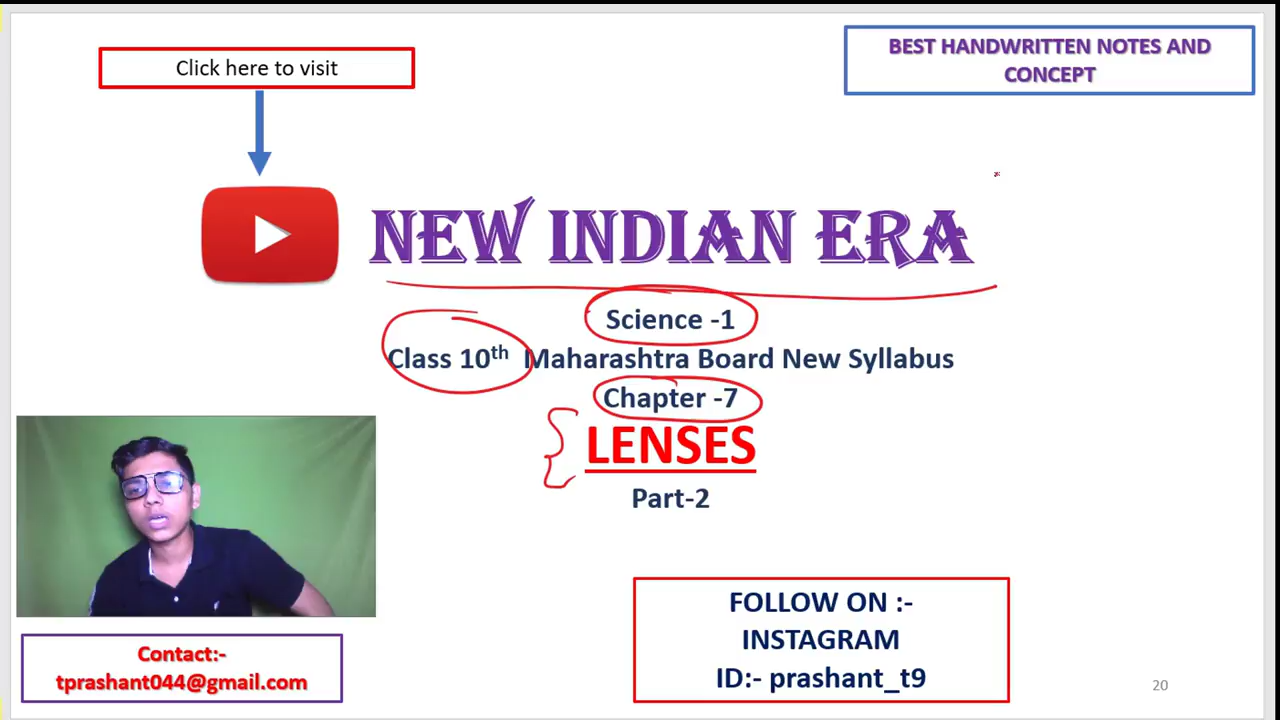 Click here to visit
BEST HANDWRITTEN NOTES AND
CONCEPT
NEW INDIAN ERA
Science -1
Class 10th Maharashtra Board New Syllabus
Chapter -7
LENSES
Part-2
FOLLOW ON :-
INSTAGRAM
ID:- prashant_t9
Contact:-
tprashant044@gmail.com
20